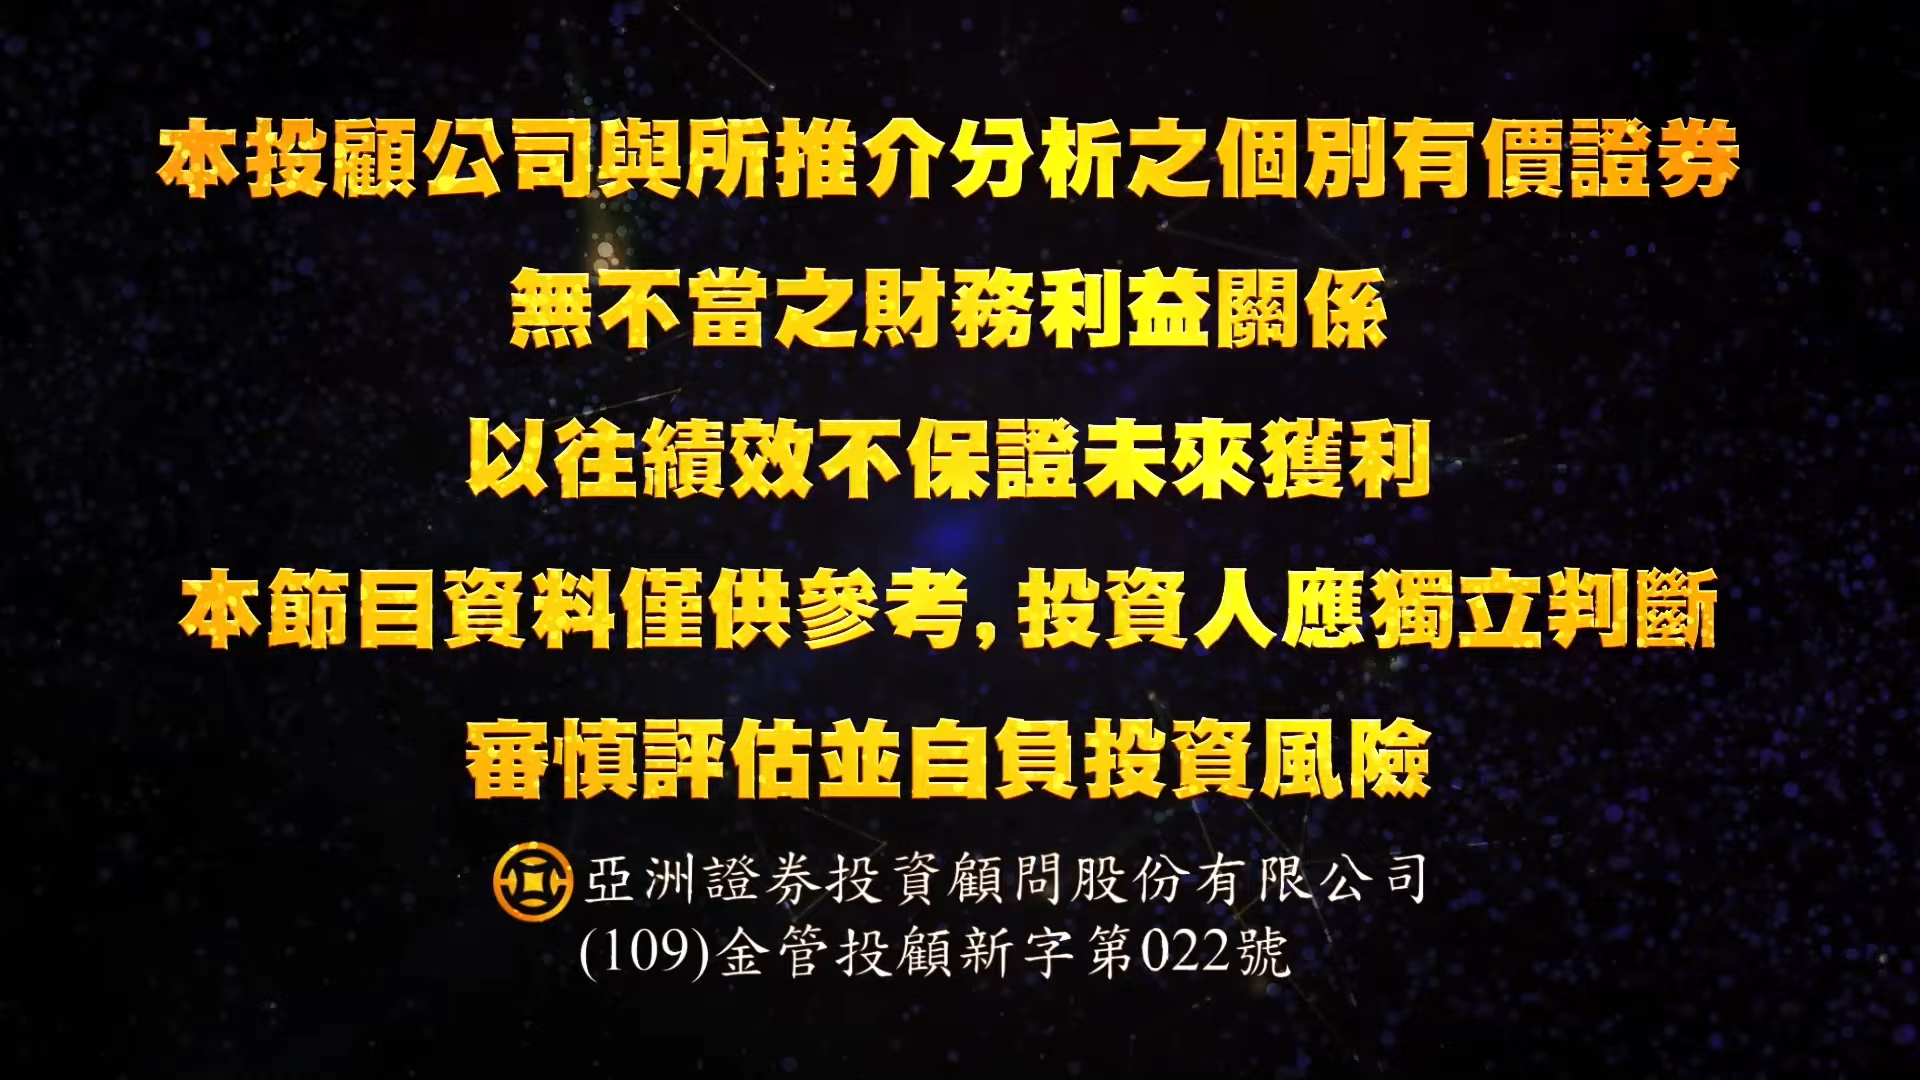 本投顧公司與所推介分析之個別有價證券
無不當之財務利益關係
以往績效不保證未來獲利
本節目資料僅供參考,投資人應獨立判斷
審慎評估並自負投資風險
亞洲證券投資顧問股份有限公司
(109)金管投顧新字第022號